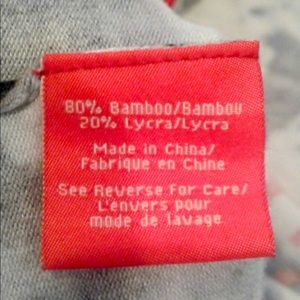 80% Bamboo/Bambou
20% Lycra/Lycra
Made in China/
Fabrique en Chine
See Reverse For Care/
L'envers pour
mode de lavage